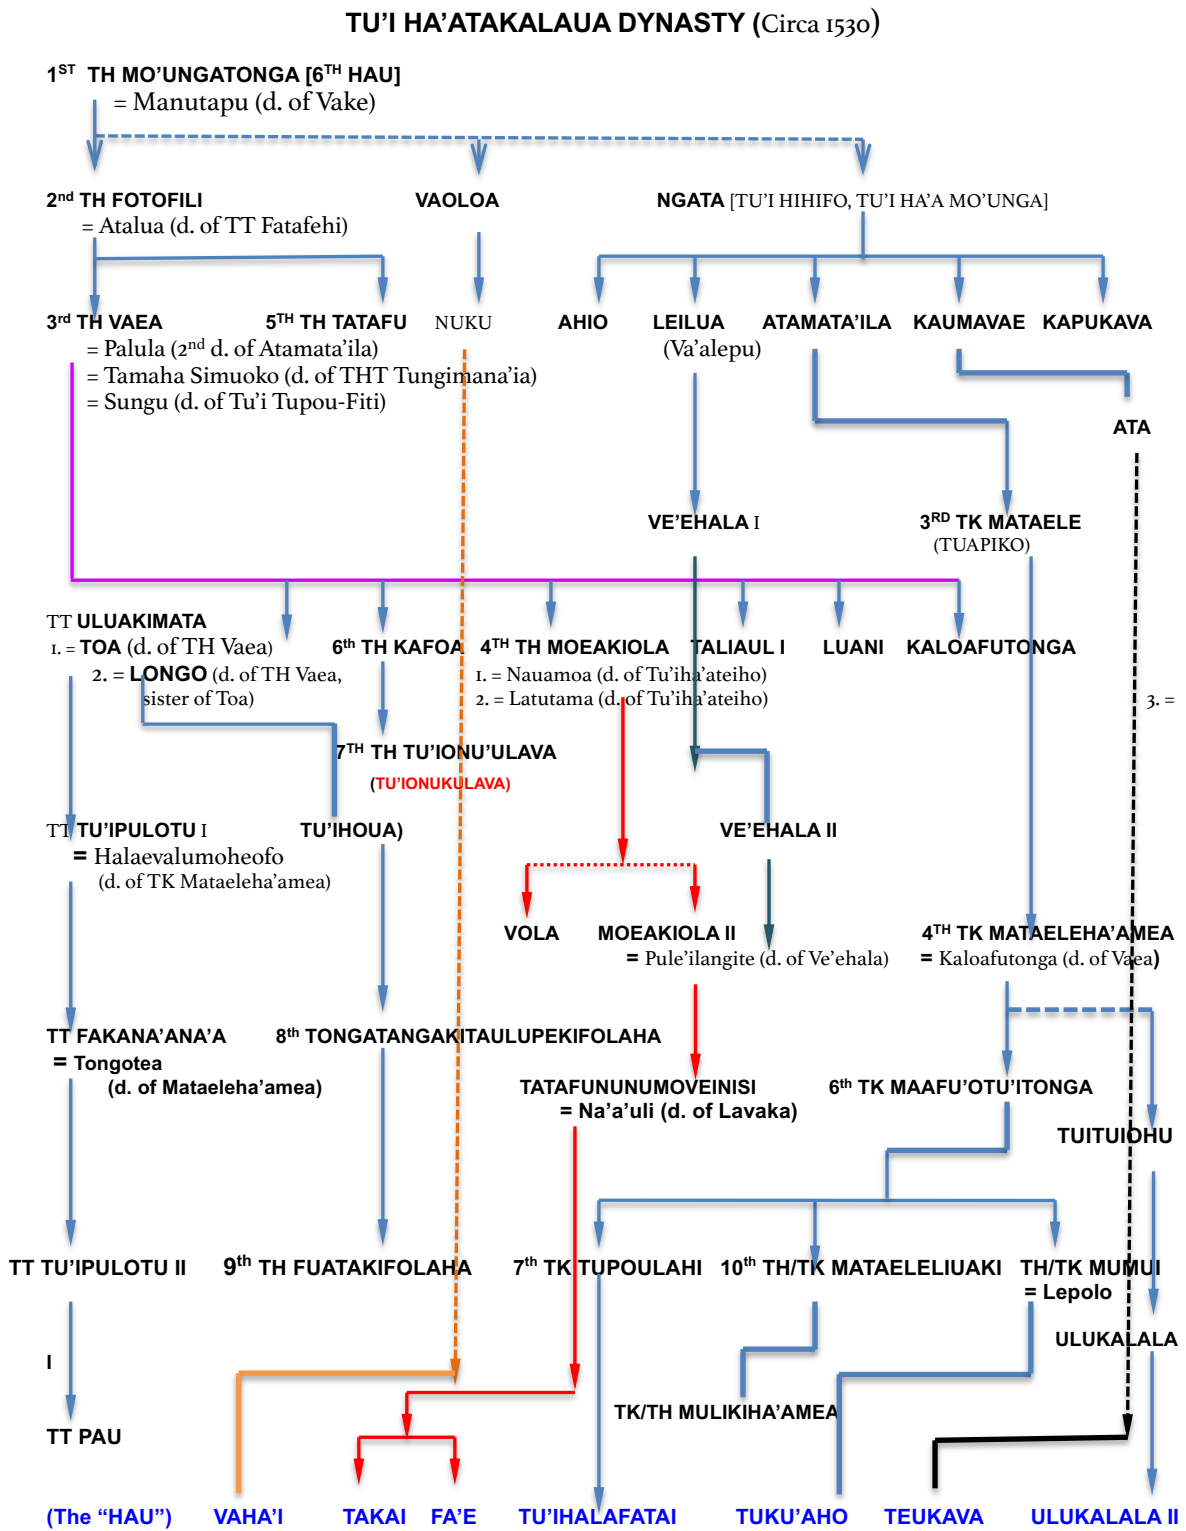 TU’I HA’ATAKALAUA DYNASTY (Circa 1530)
1ST TH MO’UNGATONGA [6TH HAU]
= Manutapu (d. of Vake)
2nd TH FOTOFILI VAOLOA NGATA [TU’I HIHIFO, TU’I HA’A MO’UNGA]
= Atalua (d. of TT Fatafehi)
3rd TH VAEA 5TH TH TATAFU NUKU AHIO LEILUA ATAMATA’ILA KAUMAVAE KAPUKAVA
= Palula (2nd d. of Atamata’ila) (Va’alepu)
= Tamaha Simuoko (d. of THT Tungimana’ia)
= Sungu (d. of Tu’i Tupou-Fiti)
ATA
VE’EHALA I 3RD TK MATAELE
(TUAPIKO)
TT ULUAKIMATA
1. = TOA (d. of TH Vaea) 6th TH KAFOA 4TH TH MOEAKIOLA TALIAUL I LUANI KALOAFUTONGA
2. = LONGO (d. of TH Vaea, 1. = Nauamoa (d. of Tu’iha’ateiho)
sister of Toa) 2. = Latutama (d. of Tu’iha’ateiho) 3. =
7TH TH TU’IONU’ULAVA
(TU’IONUKULAVA)
TT TU’IPULOTU I TU’IHOUA) VE’EHALA II
= Halaevalumoheofo
(d. of TK Mataeleha’amea)
VOLA MOEAKIOLA II 4TH TK MATAELEHA’AMEA
= Pule’ilangite (d. of Ve’ehala) = Kaloafutonga (d. of Vaea)
TT FAKANA’ANA’A 8th TONGATANGAKITAULUPEKIFOLAHA
= Tongotea
(d. of Mataeleha’amea) TATAFUNUNUMOVEINISI 6th TK MAAFU’OTU’ITONGA
= Na’a’uli (d. of Lavaka)
TUITUIOHU
TT TU’IPULOTU II 9th TH FUATAKIFOLAHA 7th TK TUPOULAHI 10th TH/TK MATAELELIUAKI TH/TK MUMUI
= Lepolo
ULUKALALA
I
TK/TH MULIKIHA’AMEA
TT PAU
(The “HAU”) VAHA’I TAKAI FA’E TU’IHALAFATAI TUKU’AHO TEUKAVA ULUKALALA II